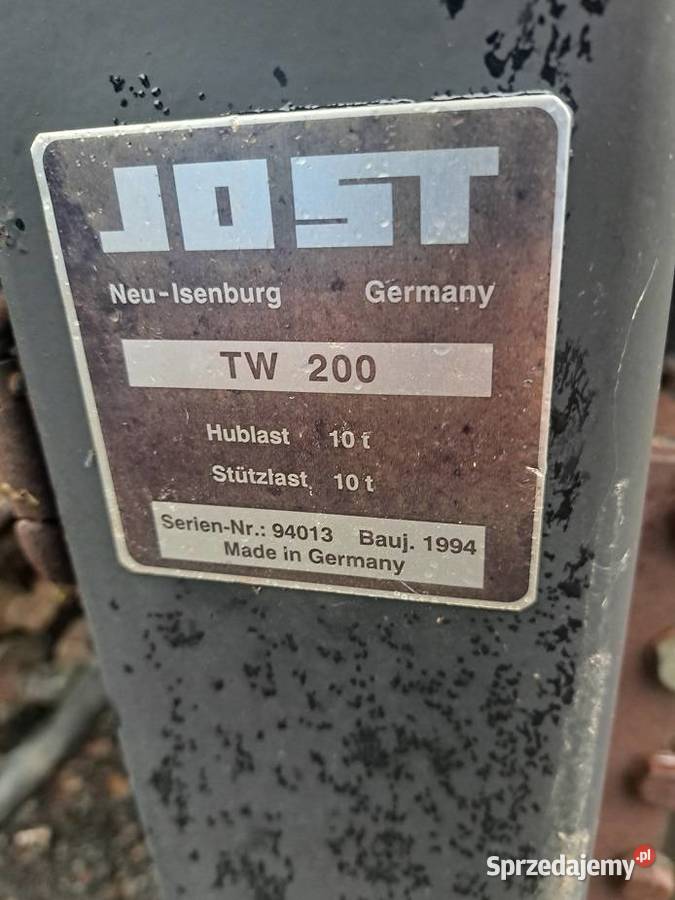 JOST
Neu-Isenburg Germany
TW 200
Hublast 10 t
Stützlast 10 t
Serien-Nr.: 94013 Bauj. 1994
Made in Germany
Sprzedajemy.pl